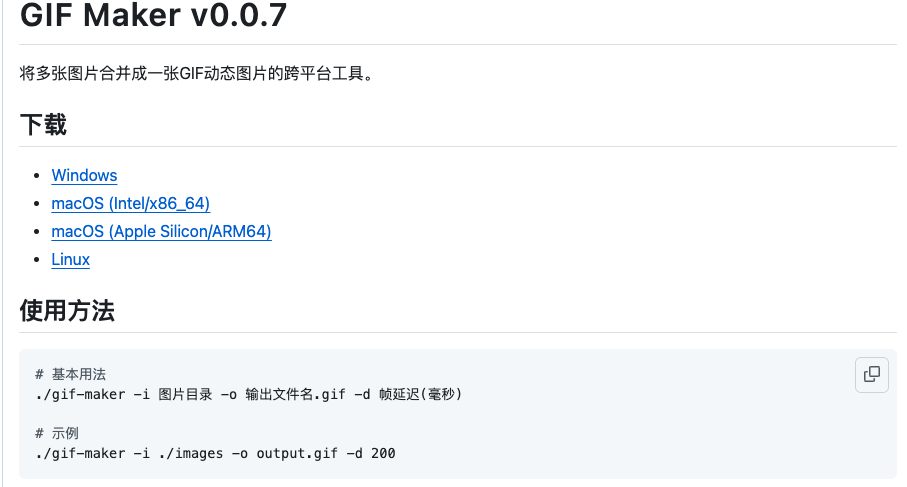 GIF Maker v0.0.7
将多张图片合并成一张GIF动态图片的跨平台工具。
下载
Windows
macOS (Intel/x86_64)
macOS (Apple Silicon/ARM64)
Linux
使用方法
# 基本用法
./gif-maker -i 图片目录 -o 输出文件名.gif -d 帧延迟(毫秒)
# 示例
./gif-maker -i ./images -o output.gif -d 200